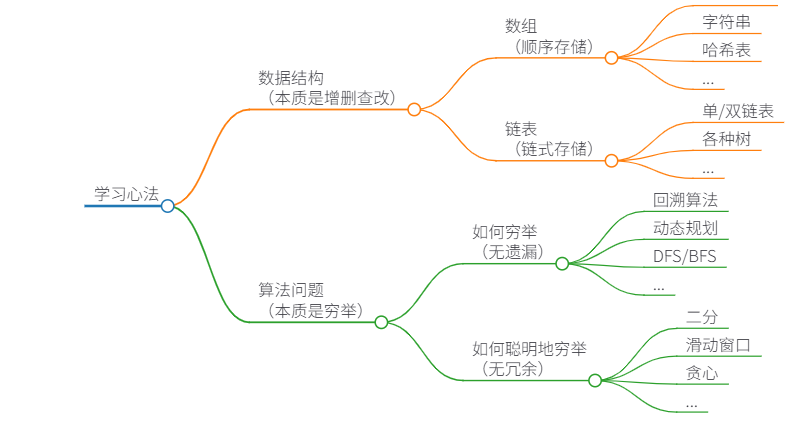 学习心法
数据结构
（本质是增删查改）
数组
（顺序存储）
字符串
哈希表
...
链表
（链式存储）
单/双链表
各种树
...
算法问题
（本质是穷举）
如何穷举
（无遗漏）
回溯算法
动态规划
DFS/BFS
...
如何聪明地穷举
（无冗余）
二分
滑动窗口
贪心
...